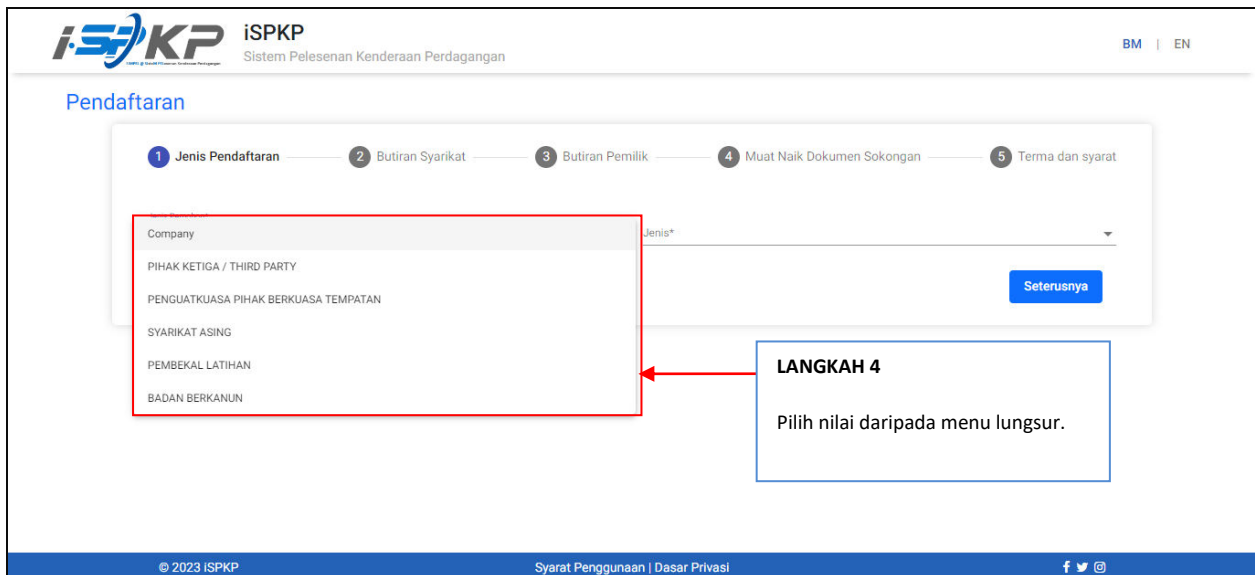 iSPKP
iSPKP
Sistem Pelesenan Kenderaan Perdagangan
BM | EN
Pendaftaran
1 Jenis Pendaftaran
2 Butiran Syarikat
3 Butiran Pemilik
4 Muat Naik Dokumen Sokongan
5 Terma dan syarat
Company
Jenis*
PIHAK KETIGA / THIRD PARTY
PENGUATKUASA PIHAK BERKUASA TEMPATAN
SYARIKAT ASING
PEMBEKAL LATIHAN
BADAN BERKANUN
Seterusnya
LANGKAH 4
Pilih nilai daripada menu lungsur.
© 2023 iSPKP
Syarat Penggunaan | Dasar Privasi